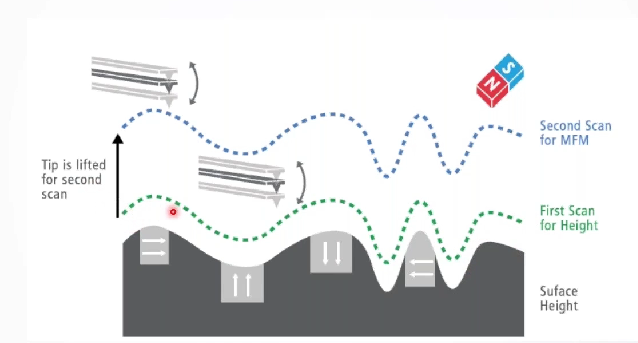 S
N
Second Scan
for MFM
Tip is lifted
for second
scan
First Scan
for Height
Suface
Height